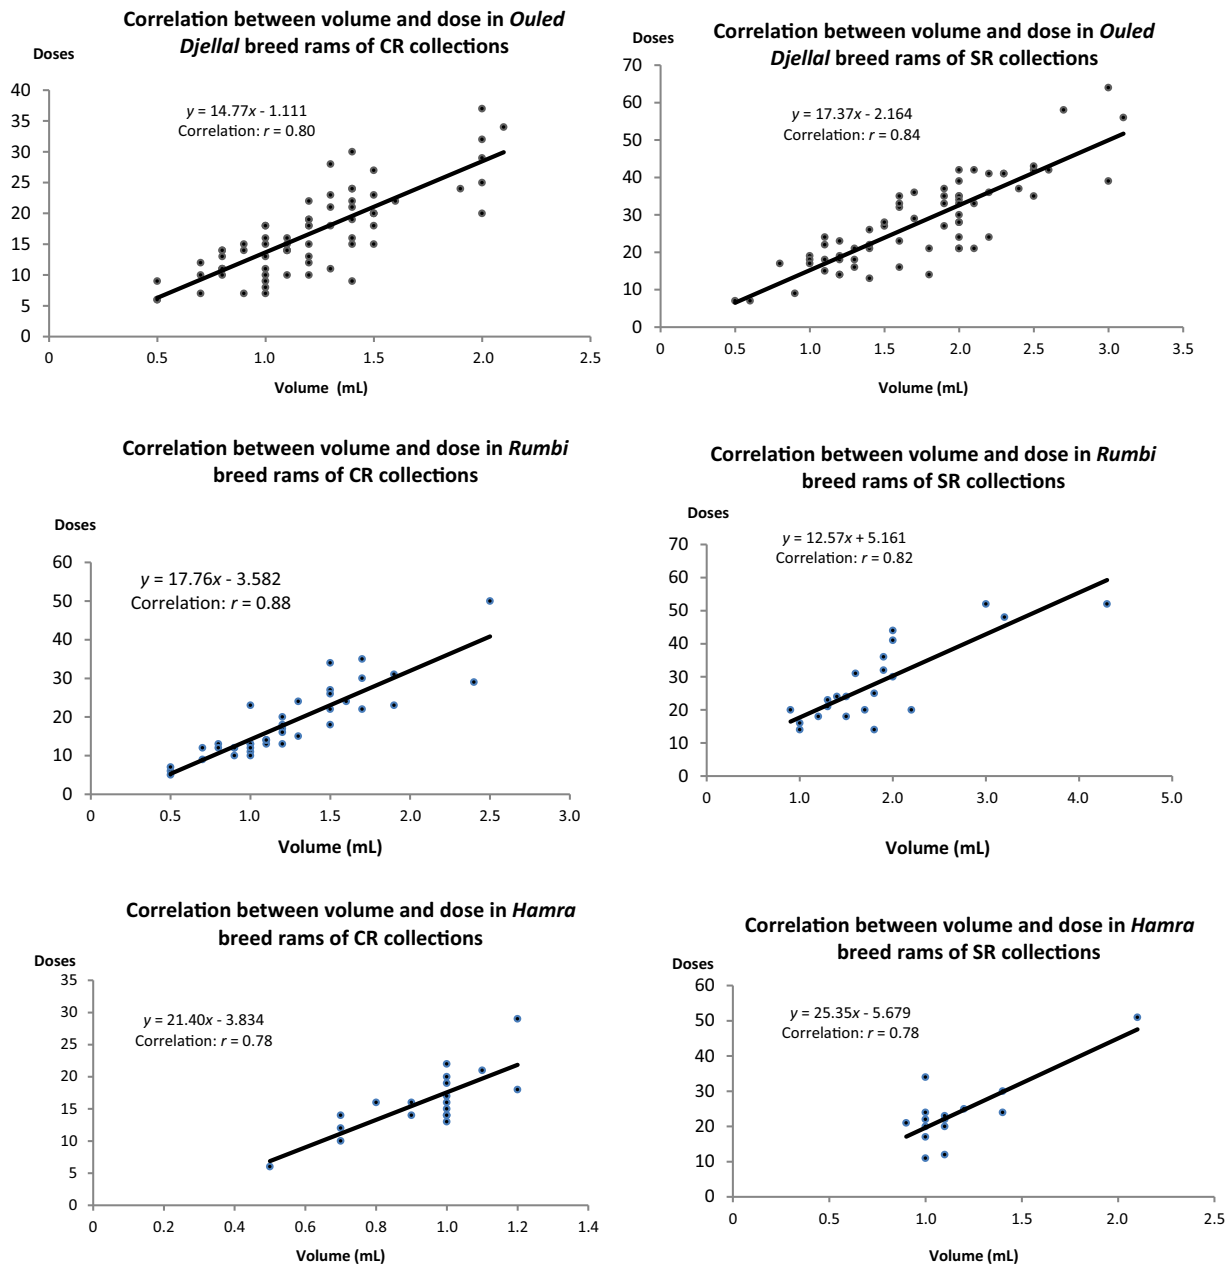 Correlation between volume and dose in Ouled
Djellal breed rams of CR collections
Doses
40
35
30
25
20
15
10
5
0
y = 14.77x - 1.111
Correlation: r = 0.80
0 0.5 1.0 1.5 2.0 2.5
Volume (mL)
Correlation between volume and dose in Ouled
Djellal breed rams of SR collections
Doses
70
60
50
40
30
20
10
0
y = 17.37x - 2.164
Correlation: r = 0.84
0 0.5 1.0 1.5 2.0 2.5 3.0 3.5
Volume (mL)
Correlation between volume and dose in Rumbi
breed rams of CR collections
Doses
60
50
40
30
20
10
0
y = 17.76x - 3.582
Correlation: r = 0.88
0 0.5 1.0 1.5 2.0 2.5 3.0
Volume (mL)
Correlation between volume and dose in Rumbi
breed rams of SR collections
Doses
70
60
50
40
30
20
10
0
y = 12.57x + 5.161
Correlation: r = 0.82
0 1.0 2.0 3.0 4.0 5.0
Volume (mL)
Correlation between volume and dose in Hamra
breed rams of CR collections
Doses
35
30
25
20
15
10
5
0
y = 21.40x - 3.834
Correlation: r = 0.78
0 0.2 0.4 0.6 0.8 1.0 1.2 1.4
Volume (mL)
Correlation between volume and dose in Hamra
breed rams of SR collections
Doses
60
50
40
30
20
10
0
y = 25.35x - 5.679
Correlation: r = 0.78
0 0.5 1.0 1.5 2.0 2.5
Volume (mL)